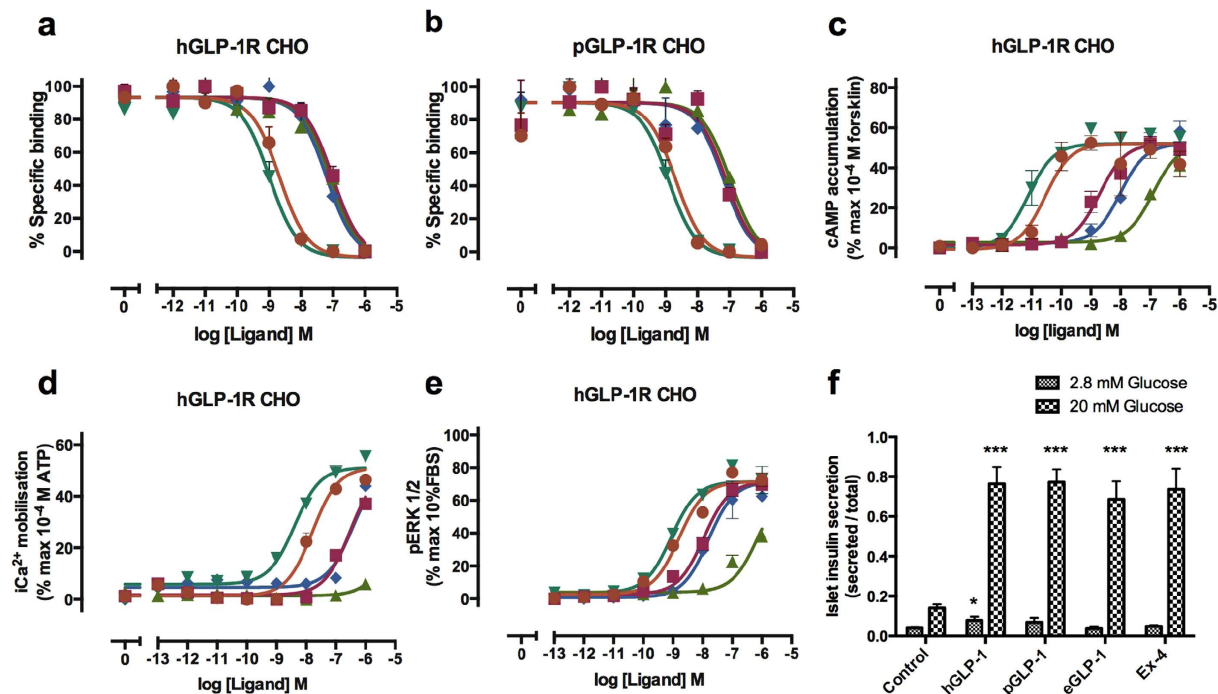 a
hGLP-1R CHO
% Specific binding
100
80
60
40
20
0
0 -12 -11 -10 -9 -8 -7 -6 -5
log [Ligand] M
b
pGLP-1R CHO
% Specific binding
100
80
60
40
20
0
0 -12 -11 -10 -9 -8 -7 -6 -5
log [Ligand] M
c
hGLP-1R CHO
cAMP accumulation
(% max 10⁻⁴ M forsklin)
80
60
40
20
0
0 -13 -12 -11 -10 -9 -8 -7 -6 -5
log [ligand] M
d
hGLP-1R CHO
iCa²⁺ mobilisation
(% max 10⁻⁴ M ATP)
60
40
20
0
0 -13 -12 -11 -10 -9 -8 -7 -6 -5
log [Ligand] M
e
hGLP-1R CHO
pERK 1/2
(% max 10%FBS)
100
80
60
40
20
0
0 -13 -12 -11 -10 -9 -8 -7 -6 -5
log [Ligand] M
f
2.8 mM Glucose
20 mM Glucose
Islet insulin secretion
(secreted / total)
1.0
0.8
0.6
0.4
0.2
0.0
*** *** *** ***
*
Control hGLP-1 pGLP-1 eGLP-1 Ex-4